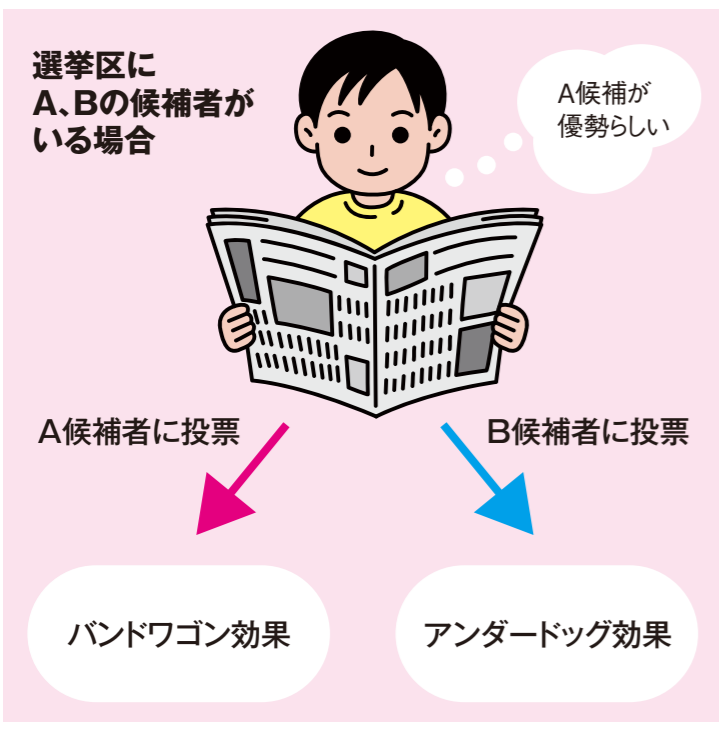 選挙区に
A、Bの候補者が
いる場合
A候補が
優勢らしい
A候補者に投票
B候補者に投票
バンドワゴン効果
アンダードッグ効果